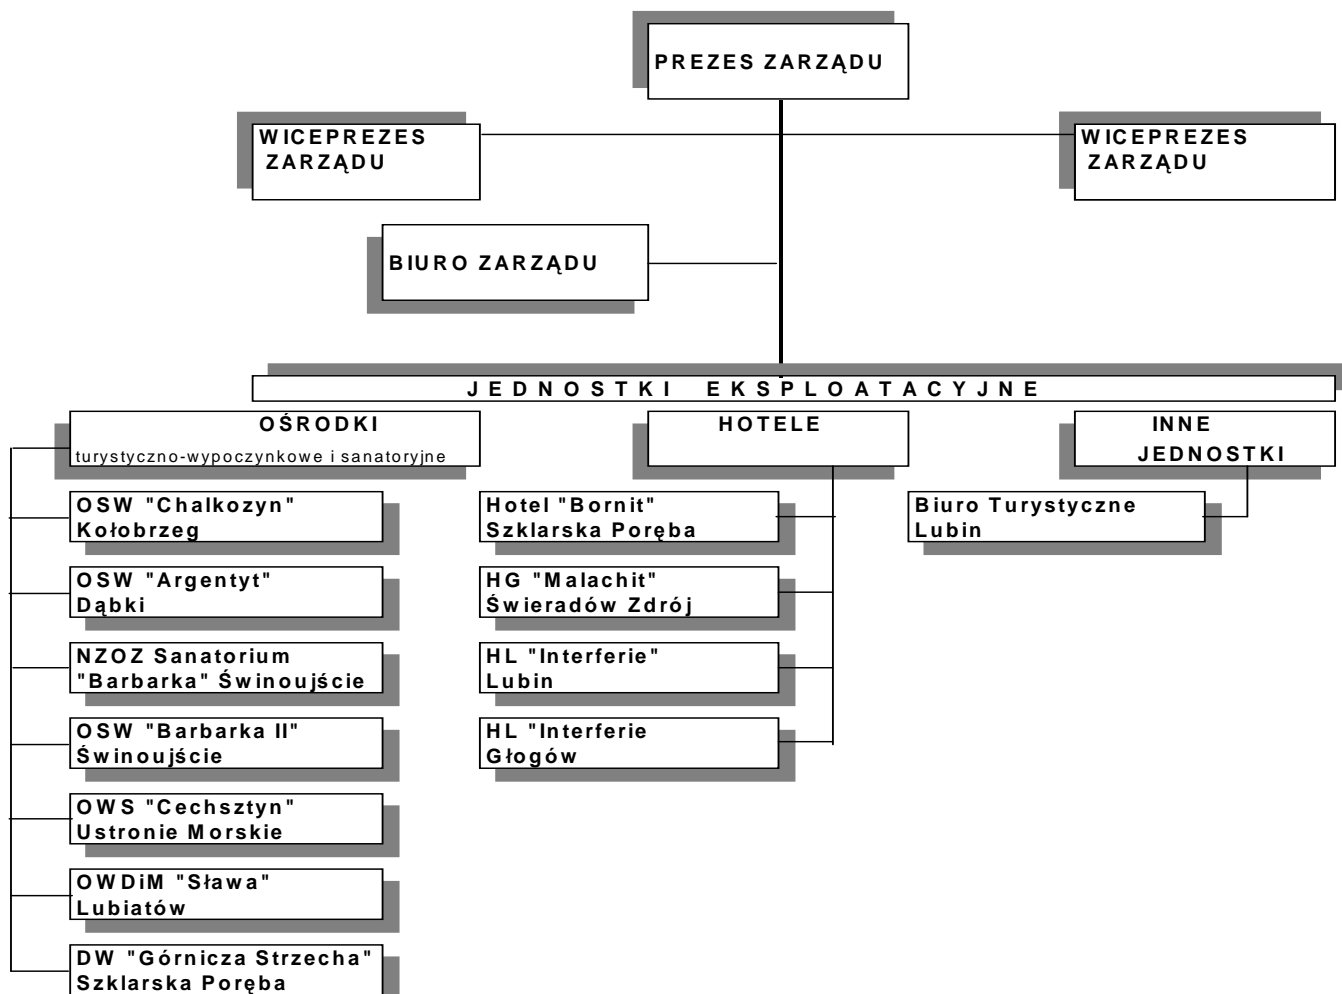 PREZES ZARZĄDU
WICEPREZES
ZARZĄDU
WICEPREZES
ZARZĄDU
BIURO ZARZĄDU
JEDNOSTKI EKSPLOATACYJNE
OŚRODKI
turystyczno-wypoczynkowe i sanatoryjne
OSW "Chalkozyn"
Kołobrzeg
OSW "Argentyt"
Dąbki
NZOZ Sanatorium
"Barbarka" Świnoujście
OSW "Barbarka II"
Świnoujście
OWS "Cechsztyn"
Ustronie Morskie
OWDiM "Sława"
Lubiatów
DW "Górnicza Strzecha"
Szklarska Poręba
HOTELE
Hotel "Bornit"
Szklarska Poręba
HG "Malachit"
Świeradów Zdrój
HL "Interferie"
Lubin
HL "Interferie
Głogów
INNE
JEDNOSTKI
Biuro Turystyczne
Lubin